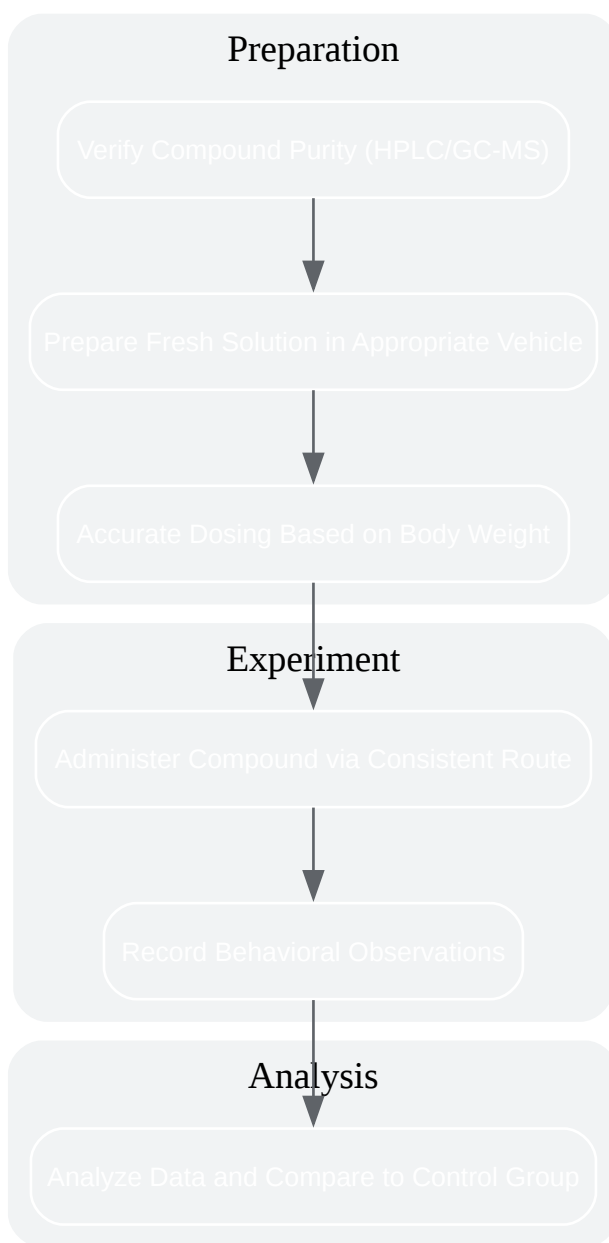 Preparation
Verify Compound Purity (HPLC/GC-MS)
Prepare Fresh Solution in Appropriate Vehicle
Accurate Dosing Based on Body Weight
Experiment
Administer Compound via Consistent Route
Record Behavioral Observations
Analysis
Analyze Data and Compare to Control Group